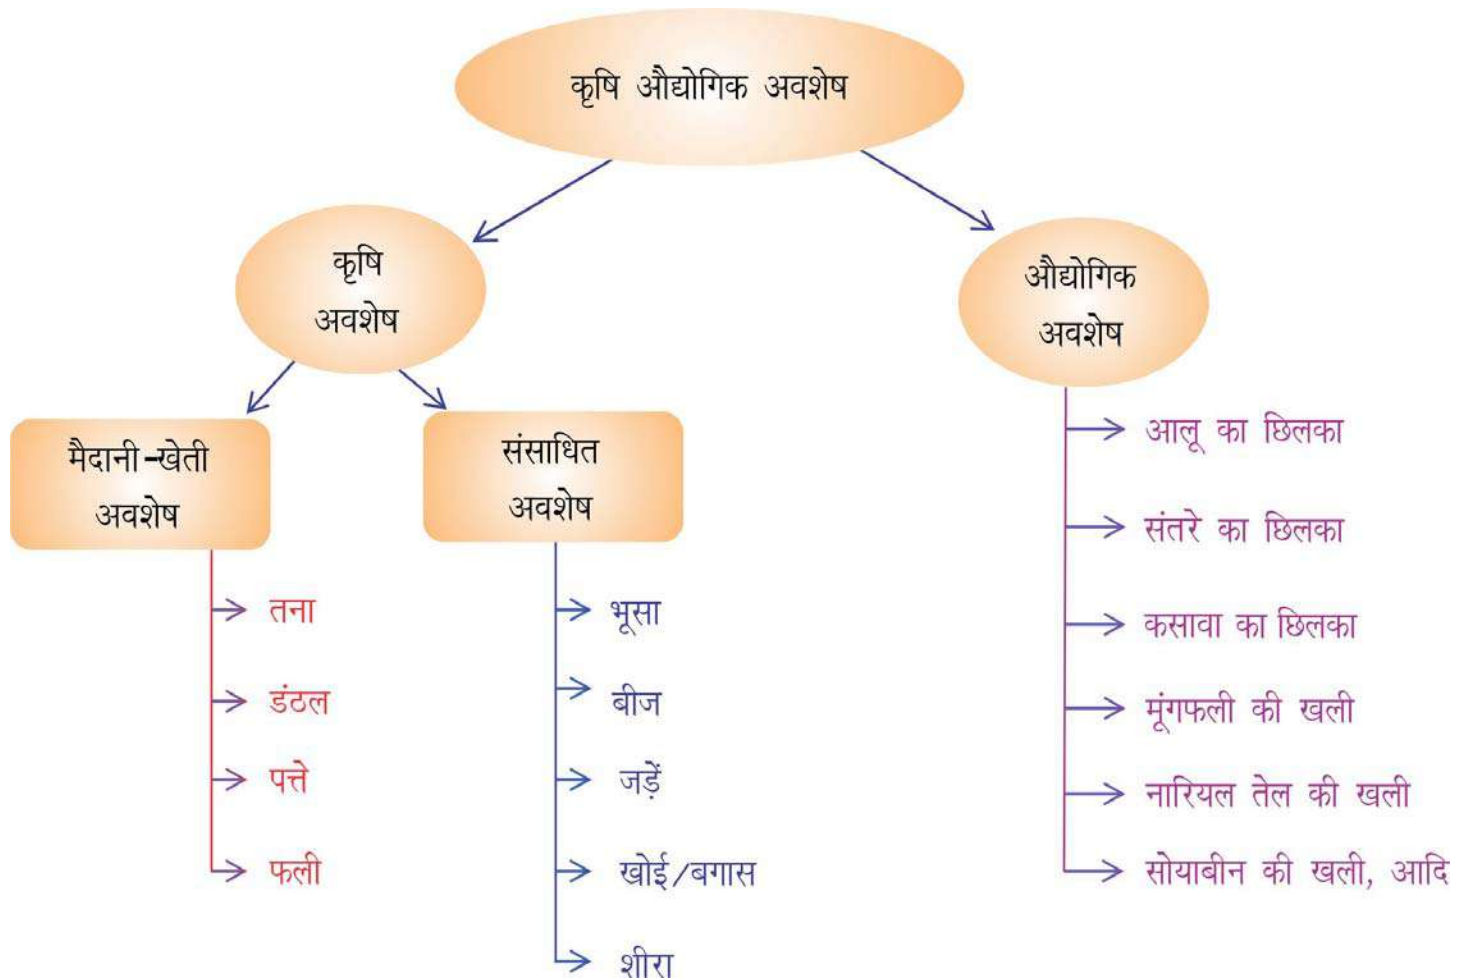 कृषि औद्योगिक अवशेष
कृषि
अवशेष
औद्योगिक
अवशेष
मैदानी-खेती
अवशेष
संसाधित
अवशेष
तना
डंठल
पत्ते
फली
भूसा
बीज
जड़ें
खोई/बगास
शीरा
आलू का छिलका
संतरे का छिलका
कसावा का छिलका
मूंगफली की खली
नारियल तेल की खली
सोयाबीन की खली, आदि